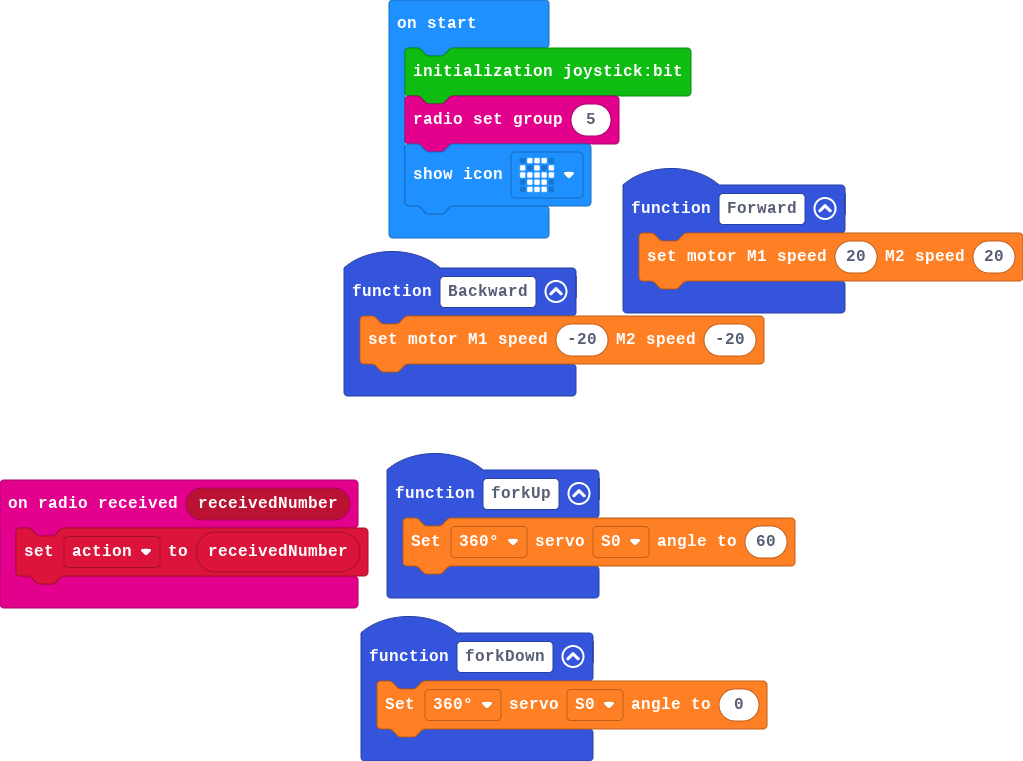 on start
initialization joystick:bit
radio set group 5
show icon
function Forward
set motor M1 speed 20 M2 speed 20
function Backward
set motor M1 speed -20 M2 speed -20
on radio received receivedNumber
set action to receivedNumber
function forkUp
Set 360° servo S0 angle to 60
function forkDown
Set 360° servo S0 angle to 0